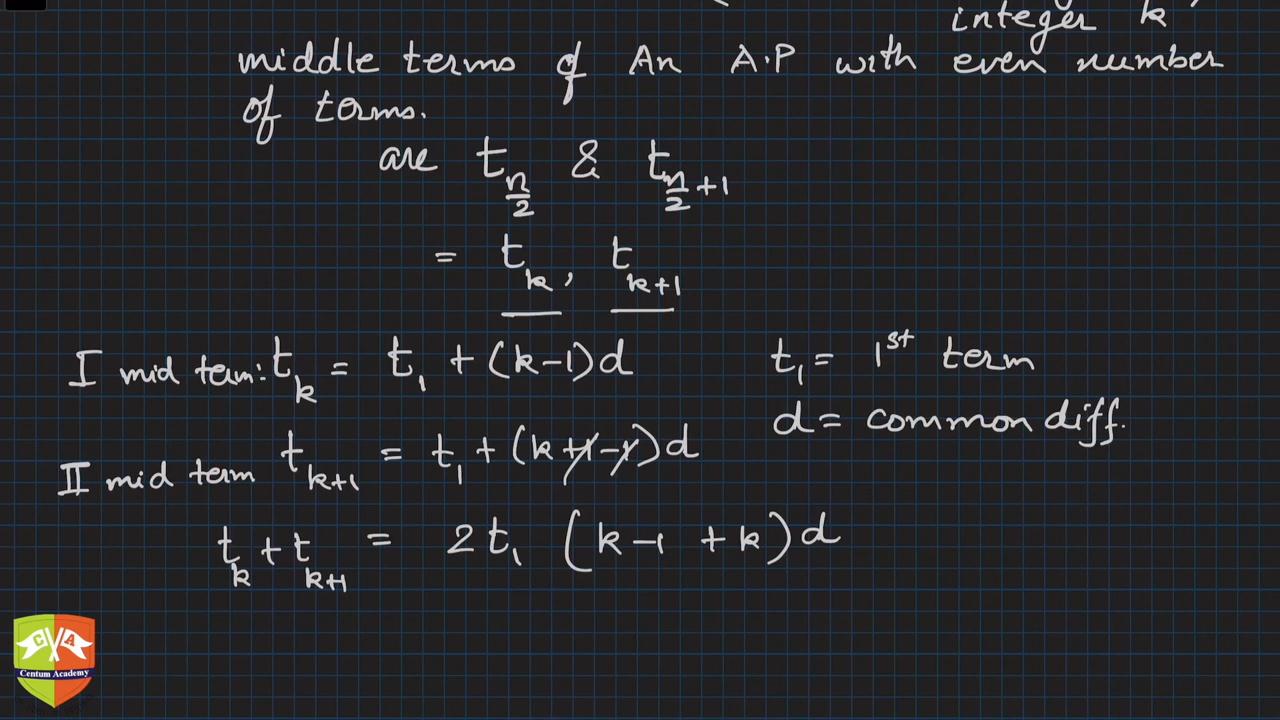 integer k
middle terms of An A.P with even number
of terms.
are t_{n/2} & t_{n/2 +1}
= t_k, t_{k+1}
I mid term: t_k = t_1 + (k-1)d
t_1 = 1st term
d = common diff.
II mid term t_{k+1} = t_1 + (k+1-1)d
t_k + t_{k+1} = 2t_1 (k-1 +k)d
C A
Centum Academy